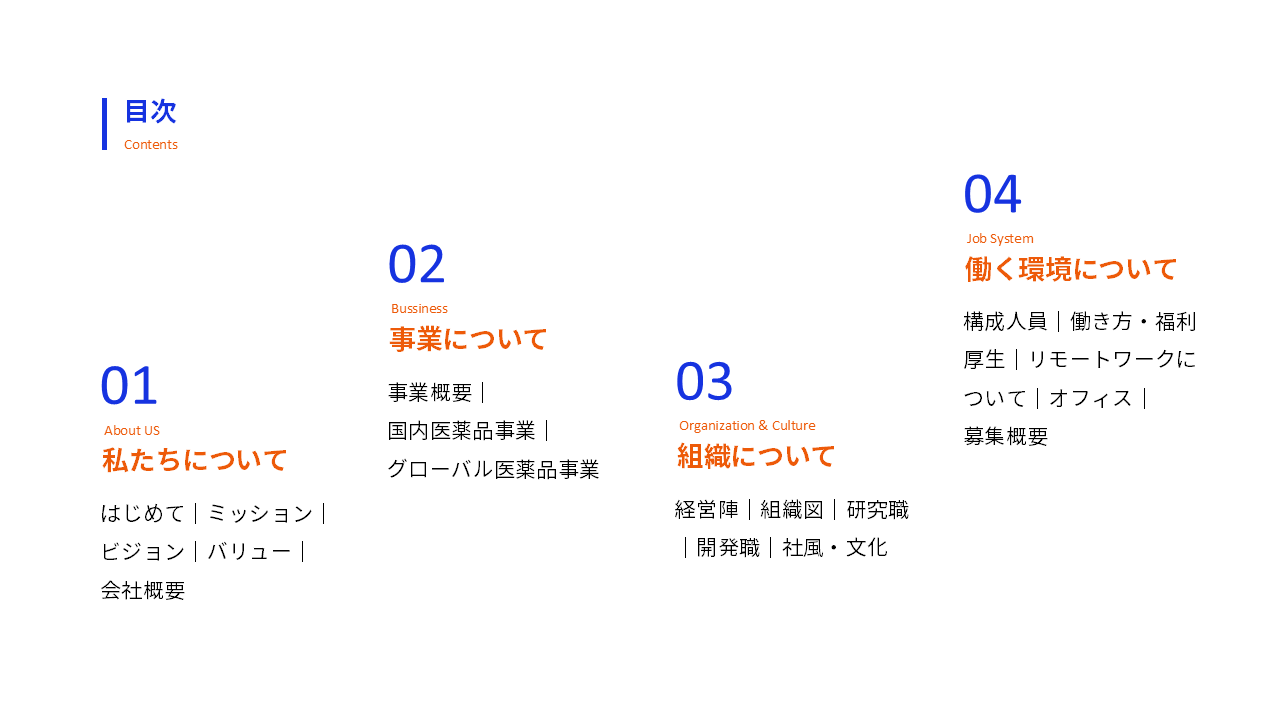 目次
Contents
01
About US
私たちについて
はじめて｜ミッション｜
ビジョン｜バリュー｜
会社概要
02
Bussiness
事業について
事業概要｜
国内医薬品事業｜
グローバル医薬品事業
03
Organization & Culture
組織について
経営陣｜組織図｜研究職
｜開発職｜社風・文化
04
Job System
働く環境について
構成人員｜働き方・福利
厚生｜リモートワークに
ついて｜オフィス｜
募集概要